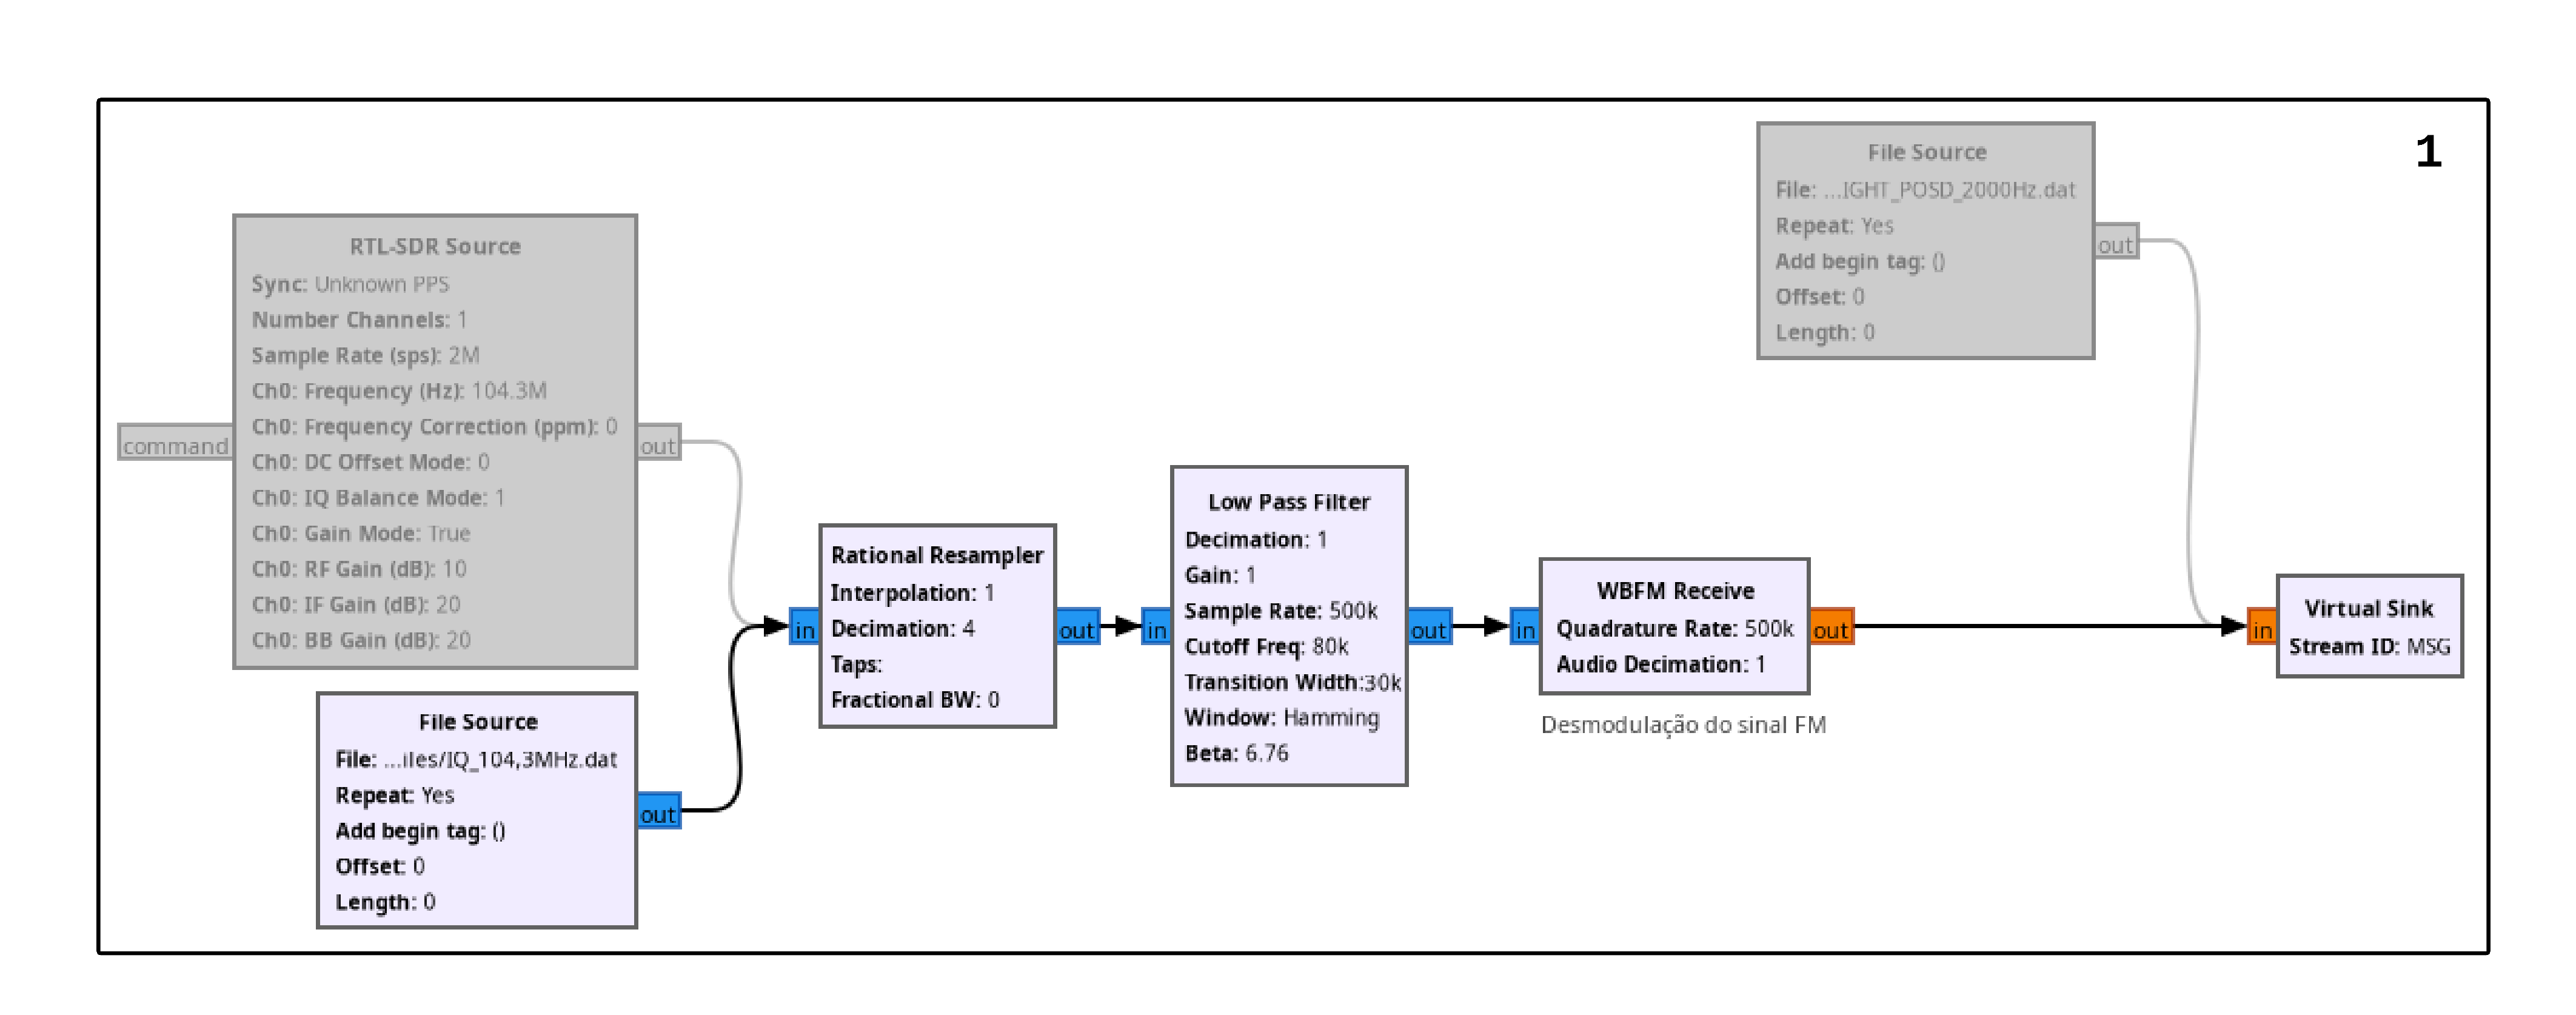 1
File Source
File: ...IGHT_POSD_2000Hz.dat
Repeat: Yes
Add begin tag: ()
Offset: 0
Length: 0
out
RTL-SDR Source
Sync: Unknown PPS
Number Channels: 1
Sample Rate (sps): 2M
Ch0: Frequency (Hz): 104.3M
Ch0: Frequency Correction (ppm): 0
Ch0: DC Offset Mode: 0
Ch0: IQ Balance Mode: 1
Ch0: Gain Mode: True
Ch0: RF Gain (dB): 10
Ch0: IF Gain (dB): 20
Ch0: BB Gain (dB): 20
command
out
File Source
File: ...iles/IQ_104,3MHz.dat
Repeat: Yes
Add begin tag: ()
Offset: 0
Length: 0
out
in
Rational Resampler
Interpolation: 1
Decimation: 4
Taps:
Fractional BW: 0
out
in
Low Pass Filter
Decimation: 1
Gain: 1
Sample Rate: 500k
Cutoff Freq: 80k
Transition Width:30k
Window: Hamming
Beta: 6.76
out
in
WBFM Receive
Quadrature Rate: 500k
Audio Decimation: 1
out
Desmodulação do sinal FM
in
Virtual Sink
Stream ID: MSG